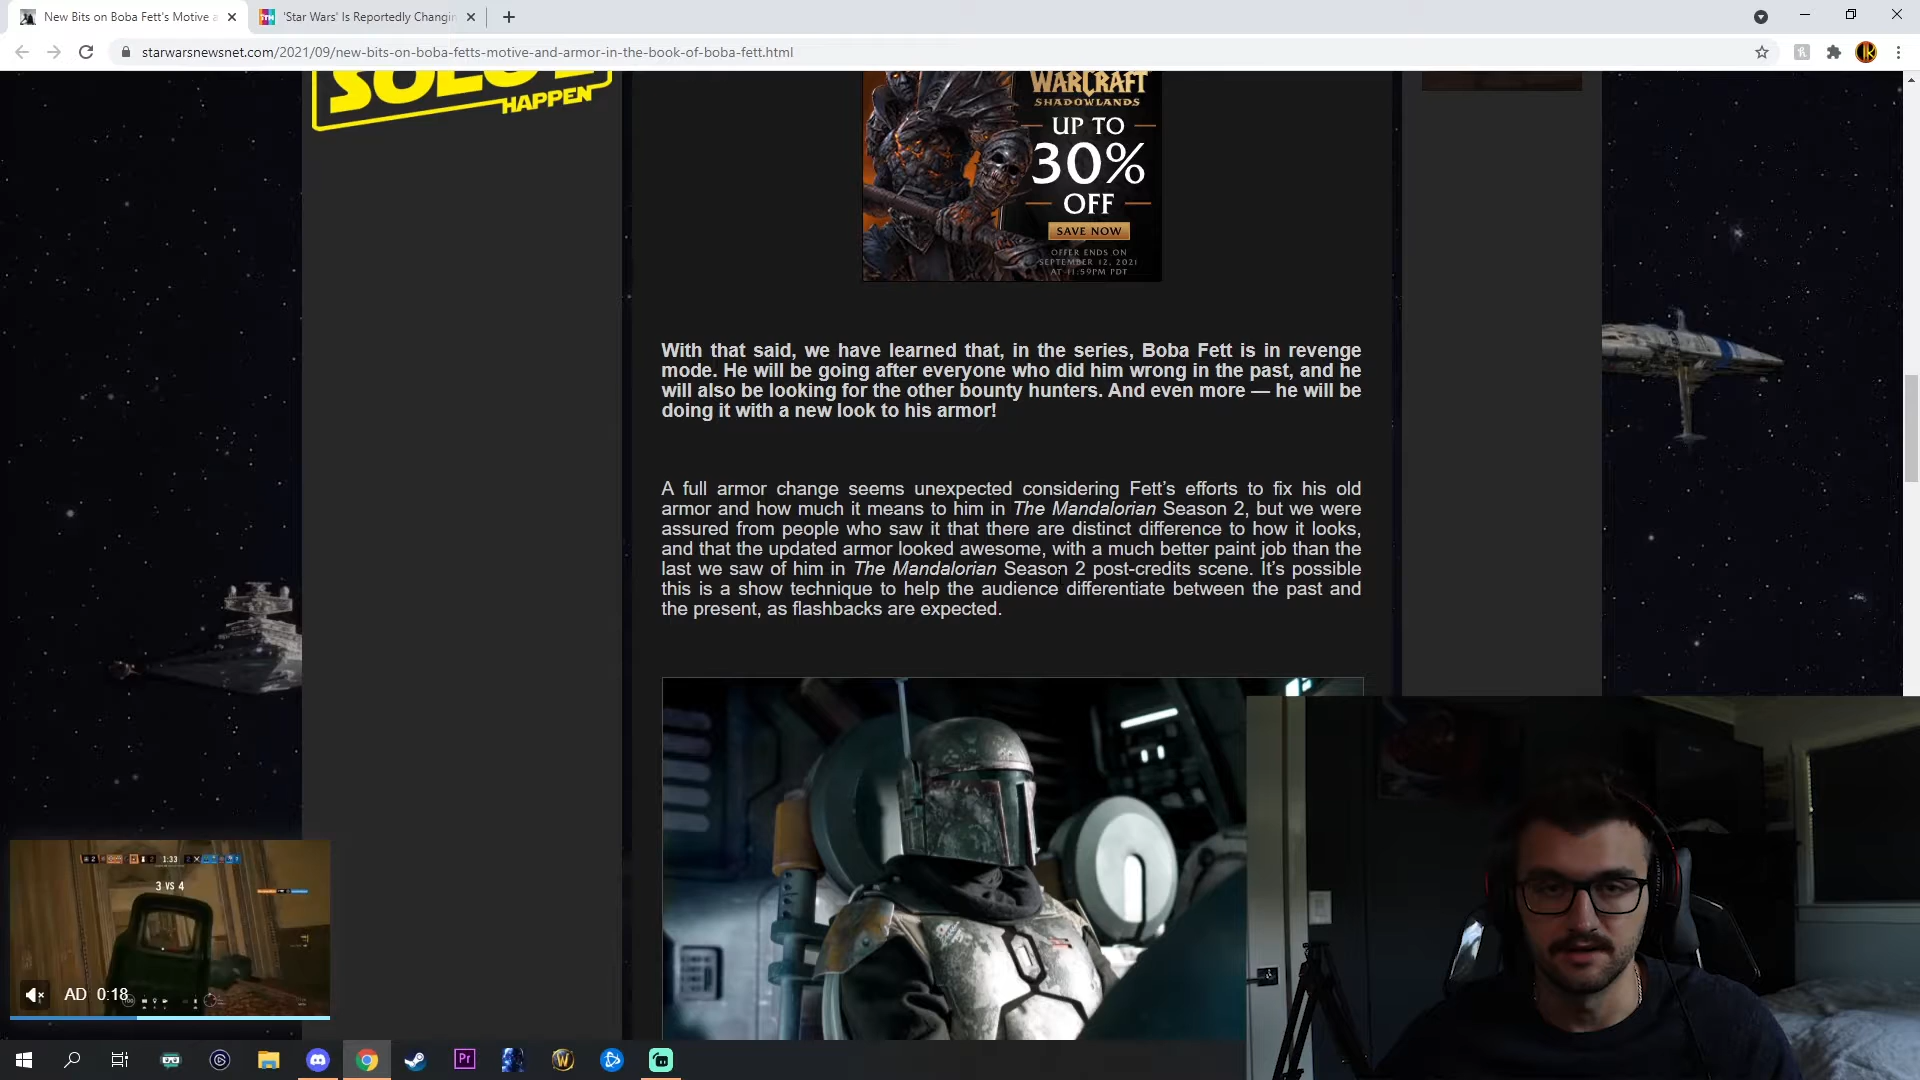 New Bits on Boba Fett's Motive a
'Star Wars' Is Reportedly Changin
starwarsnewsnet.com/2021/09/new-bits-on-boba-fetts-motive-and-armor-in-the-book-of-boba-fett.html
HAPPEN
WARCRAFT
SHADOWLANDS
UP TO
30%
OFF
SAVE NOW
OFFER ENDS ON
SEPTEMBER 12, 2021
AT 11:59PM PDT
With that said, we have learned that, in the series, Boba Fett is in revenge
mode. He will be going after everyone who did him wrong in the past, and he
will also be looking for the other bounty hunters. And even more — he will be
doing it with a new look to his armor!
A full armor change seems unexpected considering Fett’s efforts to fix his old
armor and how much it means to him in The Mandalorian Season 2, but we were
assured from people who saw it that there are distinct difference to how it looks,
and that the updated armor looked awesome, with a much better paint job than the
last we saw of him in The Mandalorian Season 2 post-credits scene. It’s possible
this is a show technique to help the audience differentiate between the past and
the present, as flashbacks are expected.
1:33
3 VS 4
AD 0:18
Pr